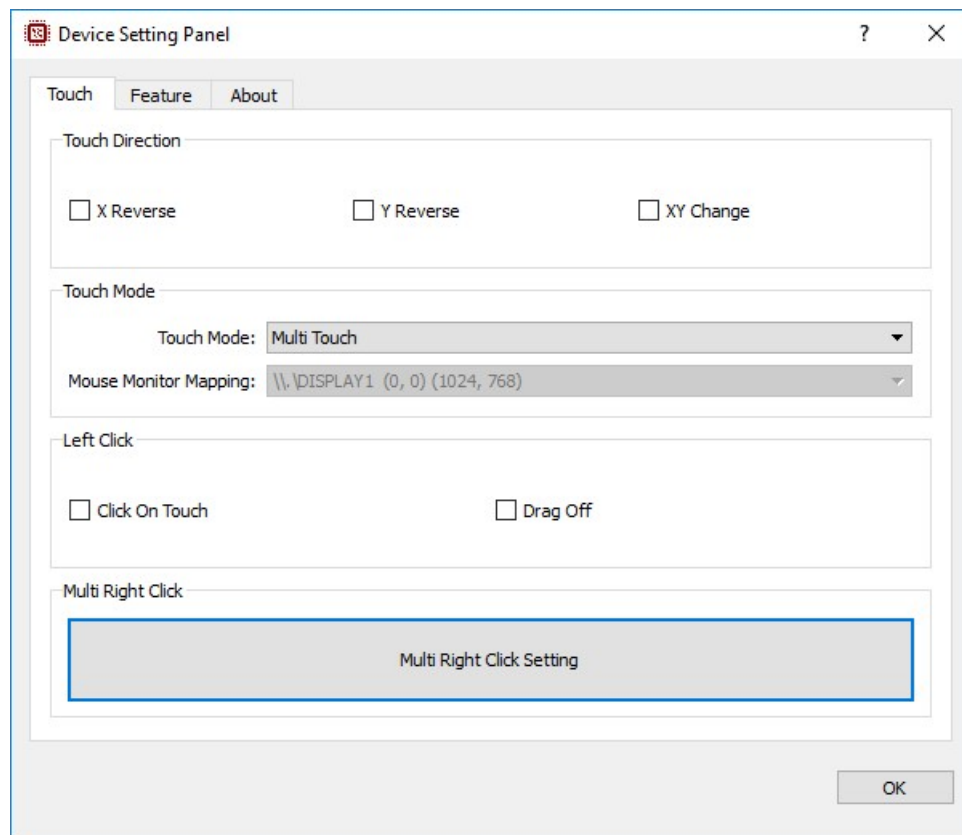 Device Setting Panel ?
Touch Feature About
Touch Direction
X Reverse Y Reverse XY Change
Touch Mode
Touch Mode: Multi Touch
Mouse Monitor Mapping: \\.\DISPLAY1 (0, 0) (1024, 768)
Left Click
Click On Touch Drag Off
Multi Right Click
Multi Right Click Setting
OK